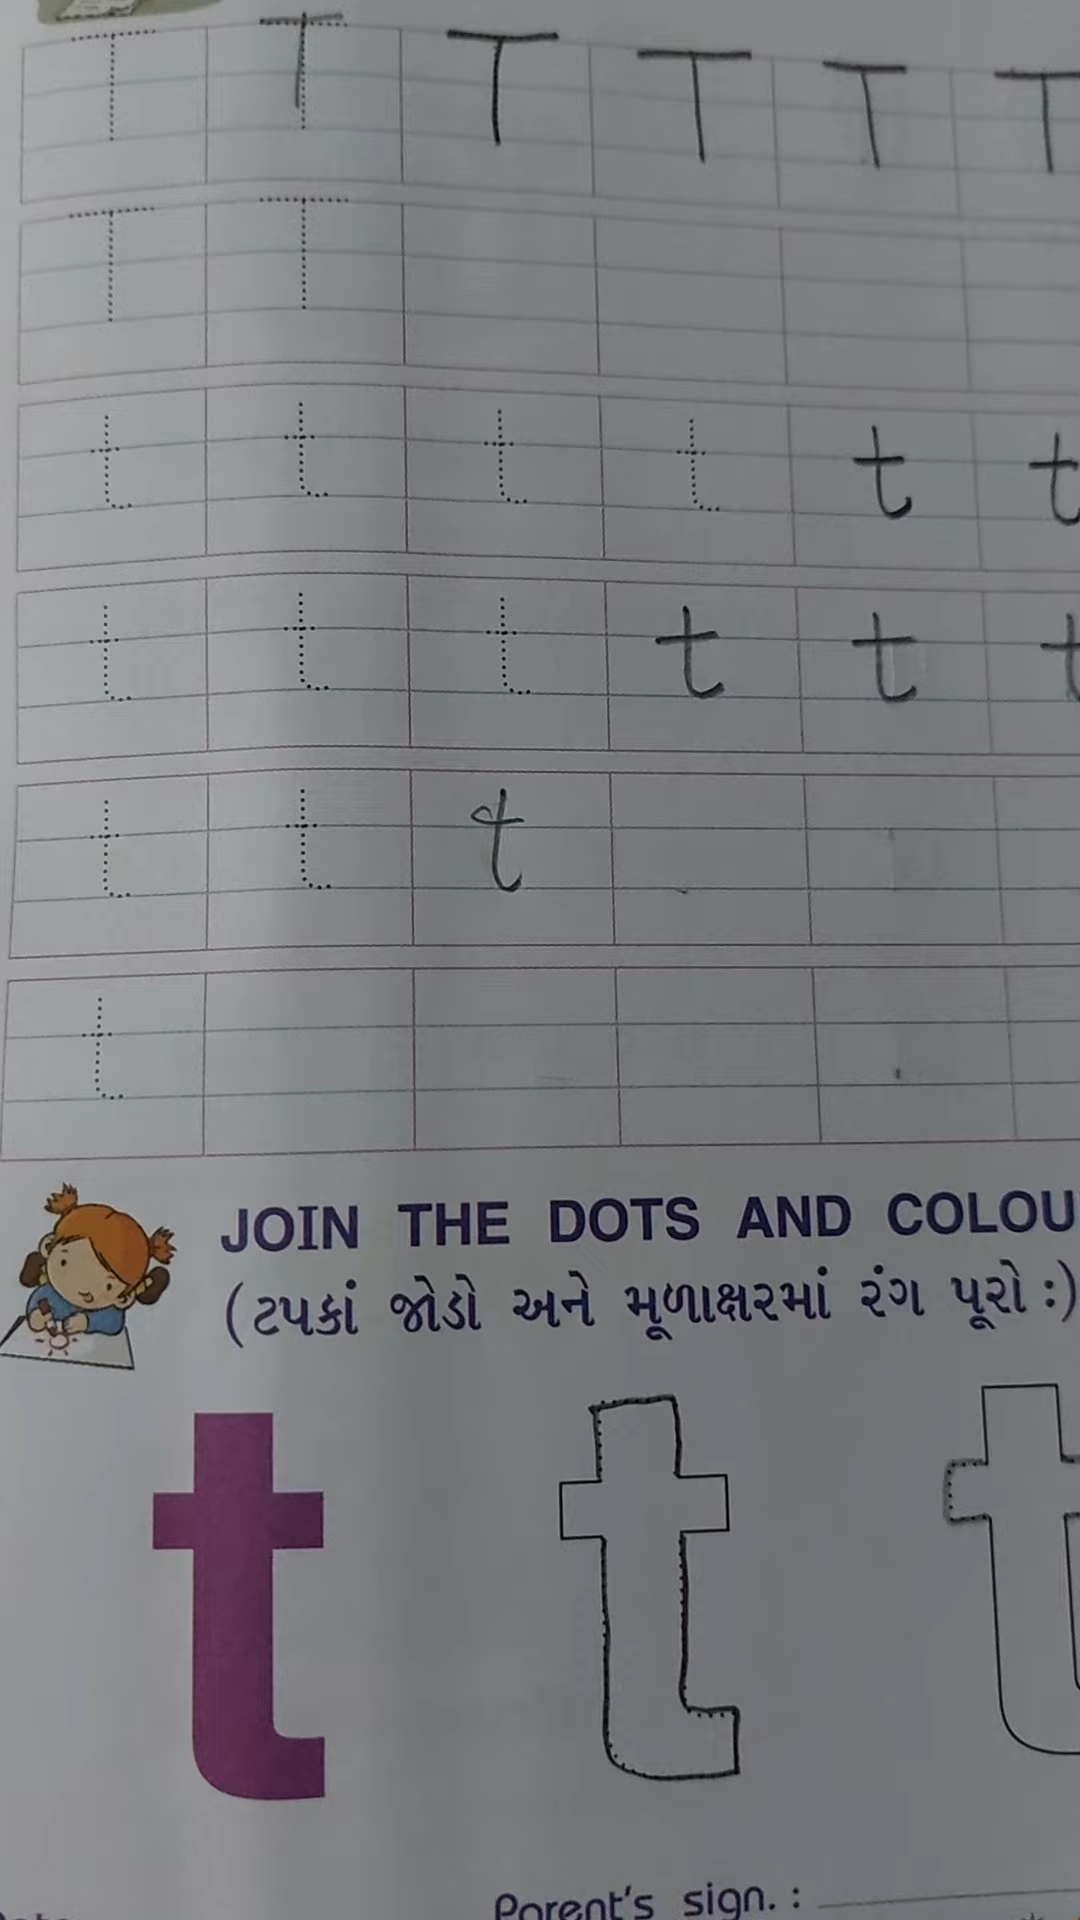 T T T T T T
T T
t t t t t t
t t t t t t
t t t
t
JOIN THE DOTS AND COLOU
(ટપકાં જોડો અને મૂળાક્ષરમાં રંગ પૂરો :)
t t t
Parent's sign. :